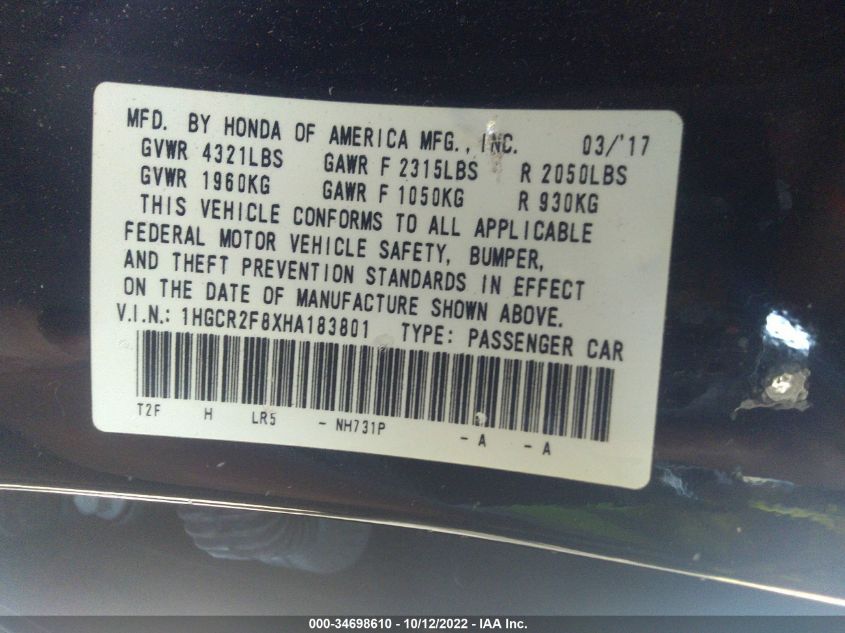 MFD. BY HONDA OF AMERICA MFG., INC. 03/'17
GVWR 4321LBS GAWR F 2315LBS R 2050LBS
GVWR 1960KG GAWR F 1050KG R 930KG
THIS VEHICLE CONFORMS TO ALL APPLICABLE
FEDERAL MOTOR VEHICLE SAFETY, BUMPER,
AND THEFT PREVENTION STANDARDS IN EFFECT
ON THE DATE OF MANUFACTURE SHOWN ABOVE.
V.I.N.: 1HGCR2F8XHA183801 TYPE: PASSENGER CAR
T2F H LR5 - NH731P - A - A
000-34698610 - 10/12/2022 - IAA Inc.